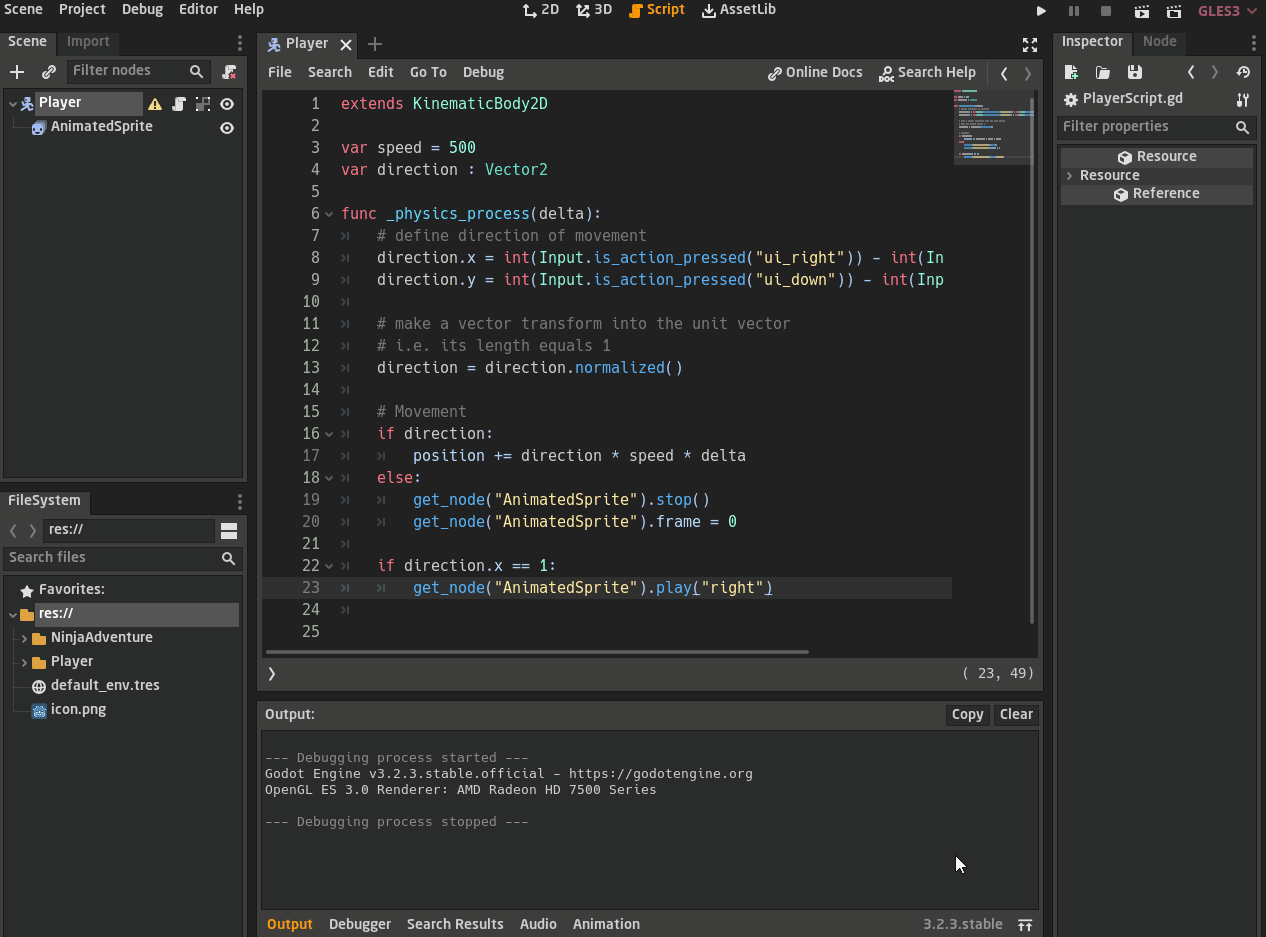 Scene Project Debug Editor Help 2D 3D Script AssetLib GLES3
Scene Import
Filter nodes
Player
AnimatedSprite
FileSystem
res://
Search files
Favorites:
res://
NinjaAdventure
Player
default_env.tres
icon.png
Player
File Search Edit Go To Debug Online Docs DOC Search Help
1 extends KinematicBody2D
2
3 var speed = 500
4 var direction : Vector2
5
6 func _physics_process(delta):
7 # define direction of movement
8 direction.x = int(Input.is_action_pressed("ui_right")) - int(In
9 direction.y = int(Input.is_action_pressed("ui_down")) - int(Inp
10
11 # make a vector transform into the unit vector
12 # i.e. its length equals 1
13 direction = direction.normalized()
14
15 # Movement
16 if direction:
17 position += direction * speed * delta
18 else:
19 get_node("AnimatedSprite").stop()
20 get_node("AnimatedSprite").frame = 0
21
22 if direction.x == 1:
23 get_node("AnimatedSprite").play("right")
24
25
( 23, 49)
Output: Copy Clear
--- Debugging process started ---
Godot Engine v3.2.3.stable.official - https://godotengine.org
OpenGL ES 3.0 Renderer: AMD Radeon HD 7500 Series
--- Debugging process stopped ---
Output Debugger Search Results Audio Animation 3.2.3.stable
Inspector Node
PlayerScript.gd
Filter properties
Resource
Resource
Reference